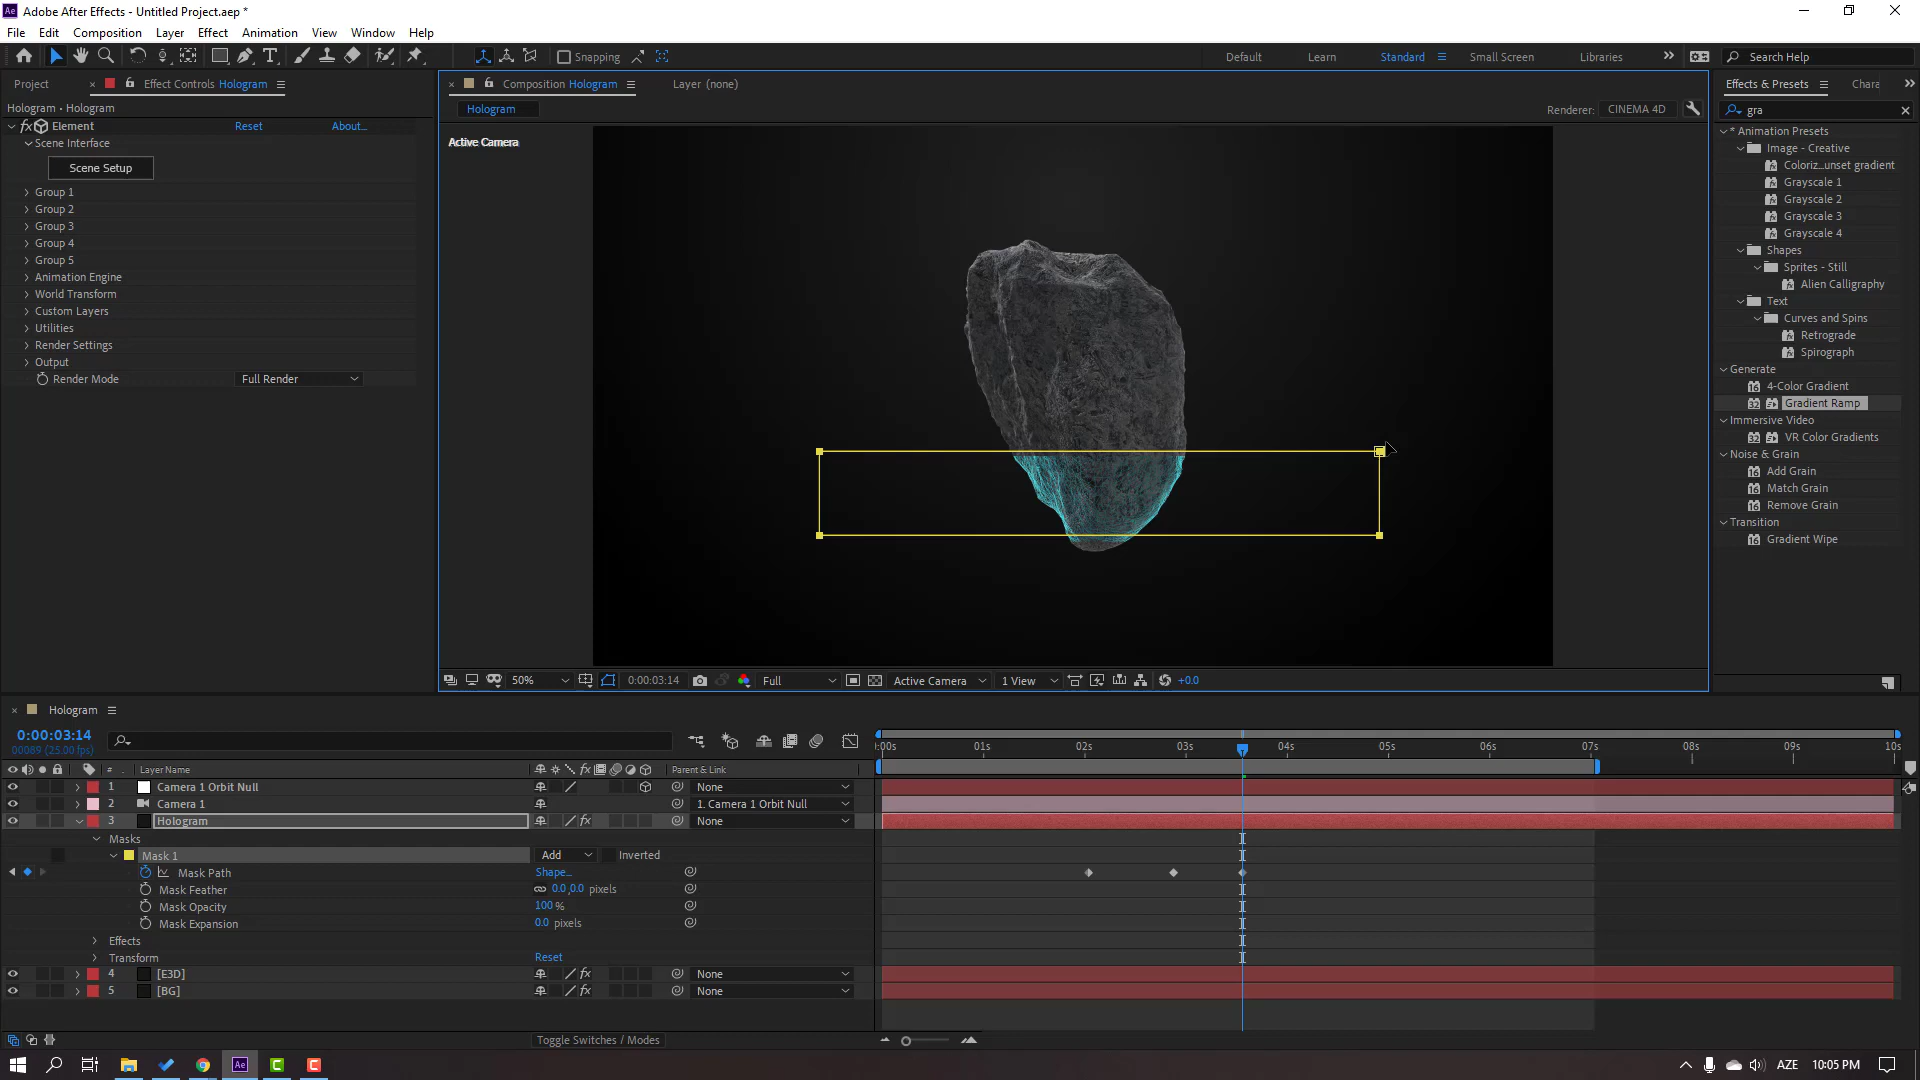 Adobe After Effects - Untitled Project.aep *
File Edit Composition Layer Effect Animation View Window Help
Snapping
Default Learn Standard Small Screen Libraries
Search Help
Project
Effect Controls Hologram
Hologram • Hologram
Element Reset About...
Scene Interface
Scene Setup
Group 1
Group 2
Group 3
Group 4
Group 5
Animation Engine
World Transform
Custom Layers
Utilities
Render Settings
Output
Render Mode Full Render
Composition Hologram
Layer (none)
Hologram
Renderer: CINEMA 4D
Active Camera
50% 0:00:03:14 Full Active Camera 1 View +0.0
Effects & Presets
Chara
gra
* Animation Presets
Image - Creative
Coloriz...unset gradient
Grayscale 1
Grayscale 2
Grayscale 3
Grayscale 4
Shapes
Sprites - Still
Alien Calligraphy
Text
Curves and Spins
Retrograde
Spirograph
Generate
4-Color Gradient
Gradient Ramp
Immersive Video
VR Color Gradients
Noise & Grain
Add Grain
Match Grain
Remove Grain
Transition
Gradient Wipe
Hologram
0:00:03:14
00089 (25.00 fps)
# Layer Name Parent & Link
:00s 01s 02s 03s 04s 05s 06s 07s 08s 09s 10s
1 Camera 1 Orbit Null None
2 Camera 1 1. Camera 1 Orbit Null
3 Hologram None
Masks
Mask 1 Add Inverted
Mask Path Shape...
Mask Feather 0.0,0.0 pixels
Mask Opacity 100 %
Mask Expansion 0.0 pixels
Effects
Transform Reset
4 [E3D] None
5 [BG] None
Toggle Switches / Modes
AZE 10:05 PM